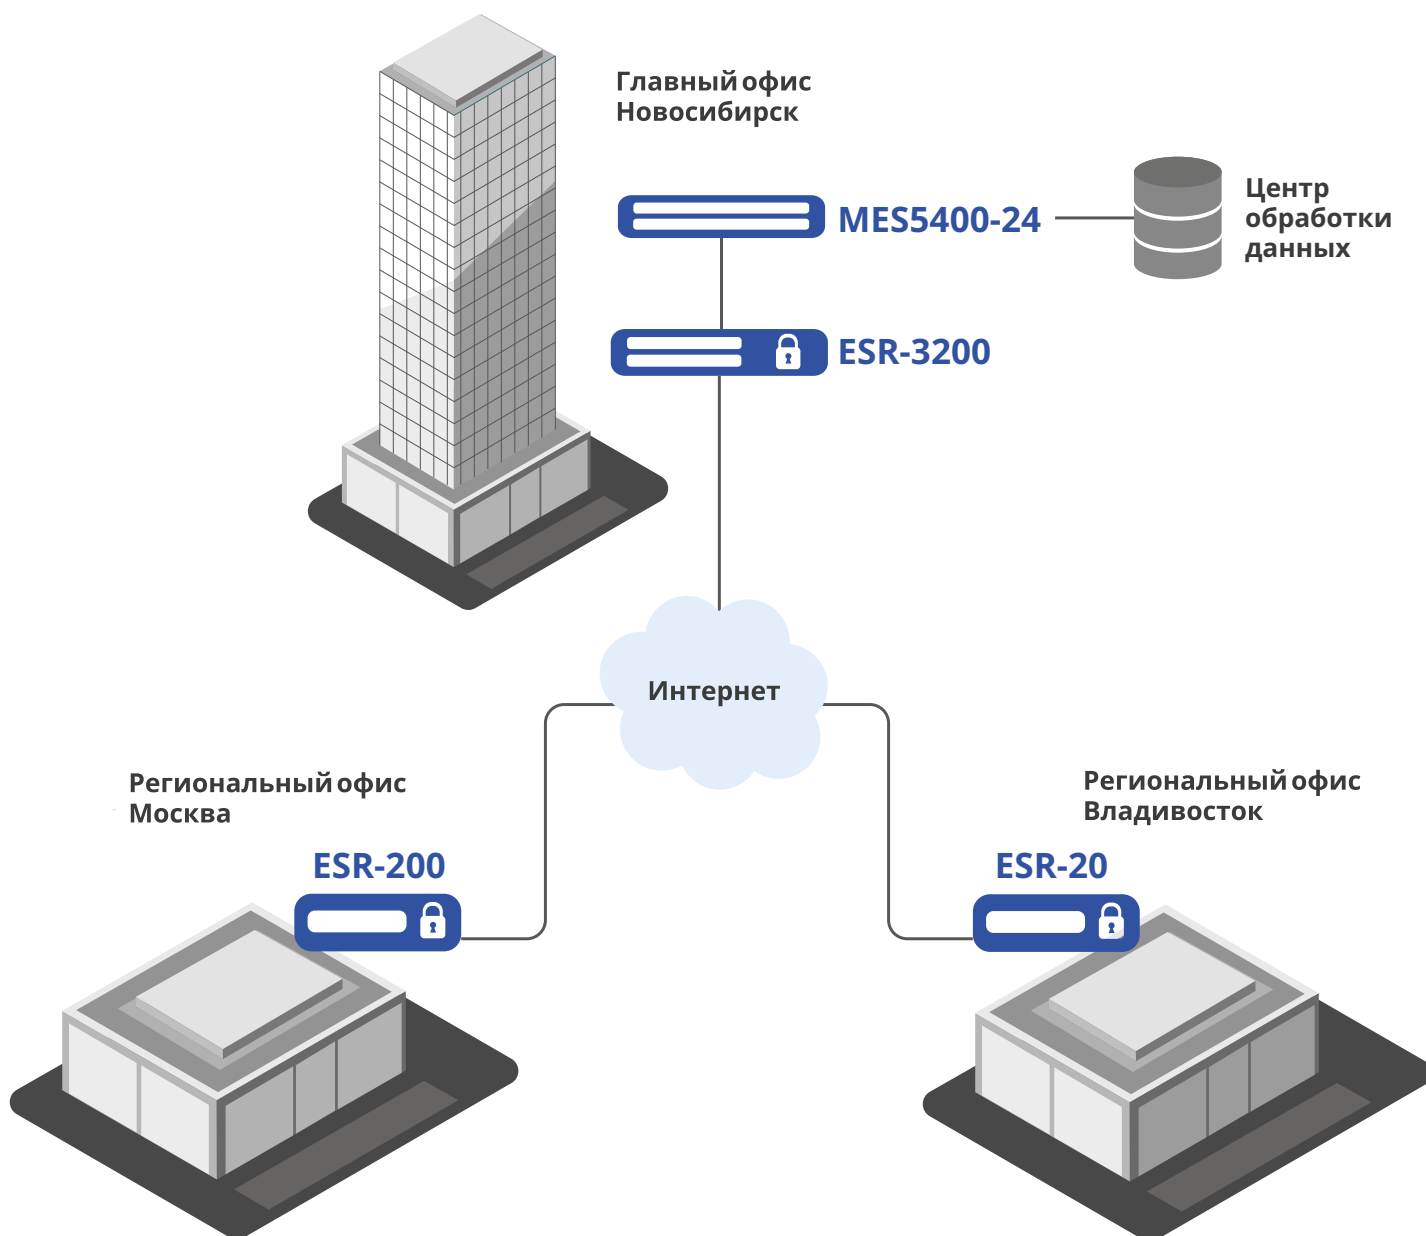 Главный офис
Новосибирск
MES5400-24
Центр
обработки
данных
ESR-3200
Интернет
Региональный офис
Москва
ESR-200
Региональный офис
Владивосток
ESR-20